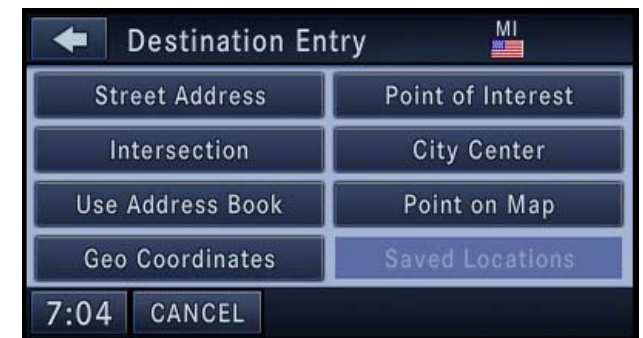 Destination Entry
MI
Street Address
Point of Interest
Intersection
City Center
Use Address Book
Point on Map
Geo Coordinates
Saved Locations
7:04
CANCEL